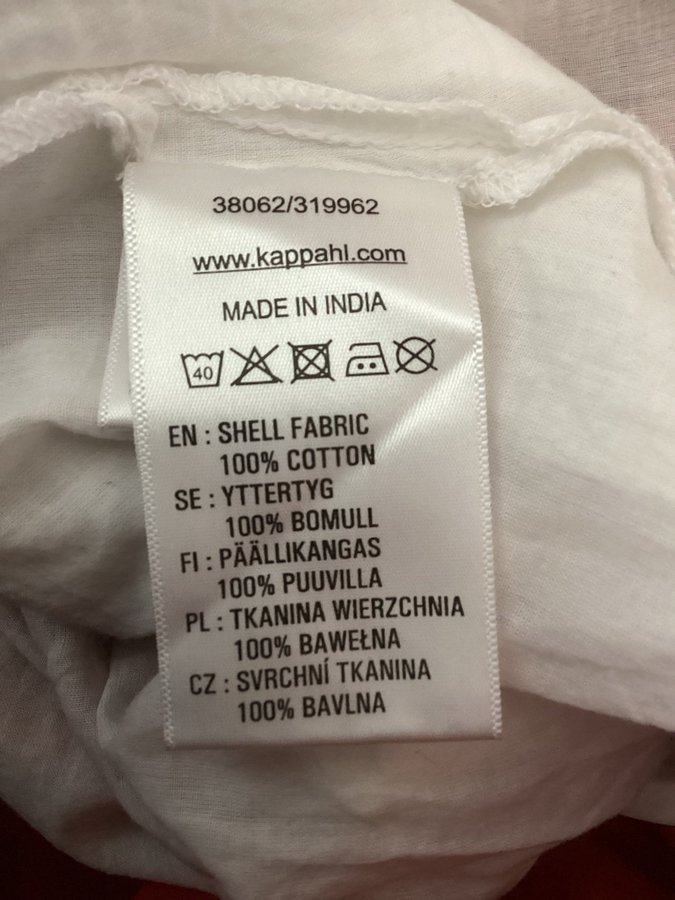 38062/319962
www.kappahl.com
MADE IN INDIA
40
EN : SHELL FABRIC
100% COTTON
SE : YTTERTYG
100% BOMULL
FI : PÄÄLLIKANGAS
100% PUUVILLA
PL : TKANINA WIERZCHNIA
100% BAWEŁNA
CZ : SVRCHNÍ TKANINA
100% BAVLNA